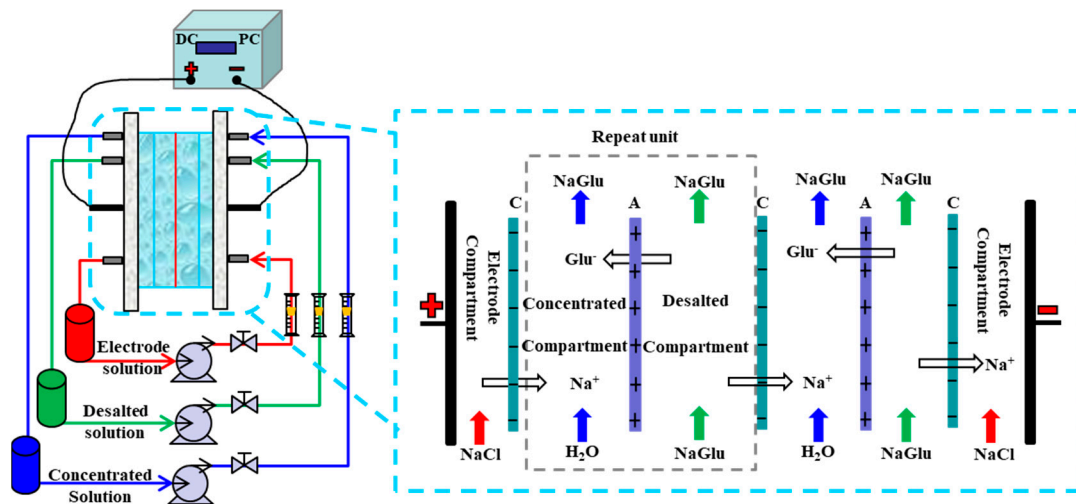 DC PC
+ −
Electrode
solution
Desalted
solution
Concentrated
Solution
Repeat unit
NaGlu NaGlu NaGlu NaGlu
C A C A C
Electrode
Compartment
Glu⁻ Glu⁻
Concentrated Desalted
Compartment Compartment
Na⁺ Na⁺ Na⁺
Electrode
Compartment
+ −
NaCl H₂O NaGlu H₂O NaGlu NaCl